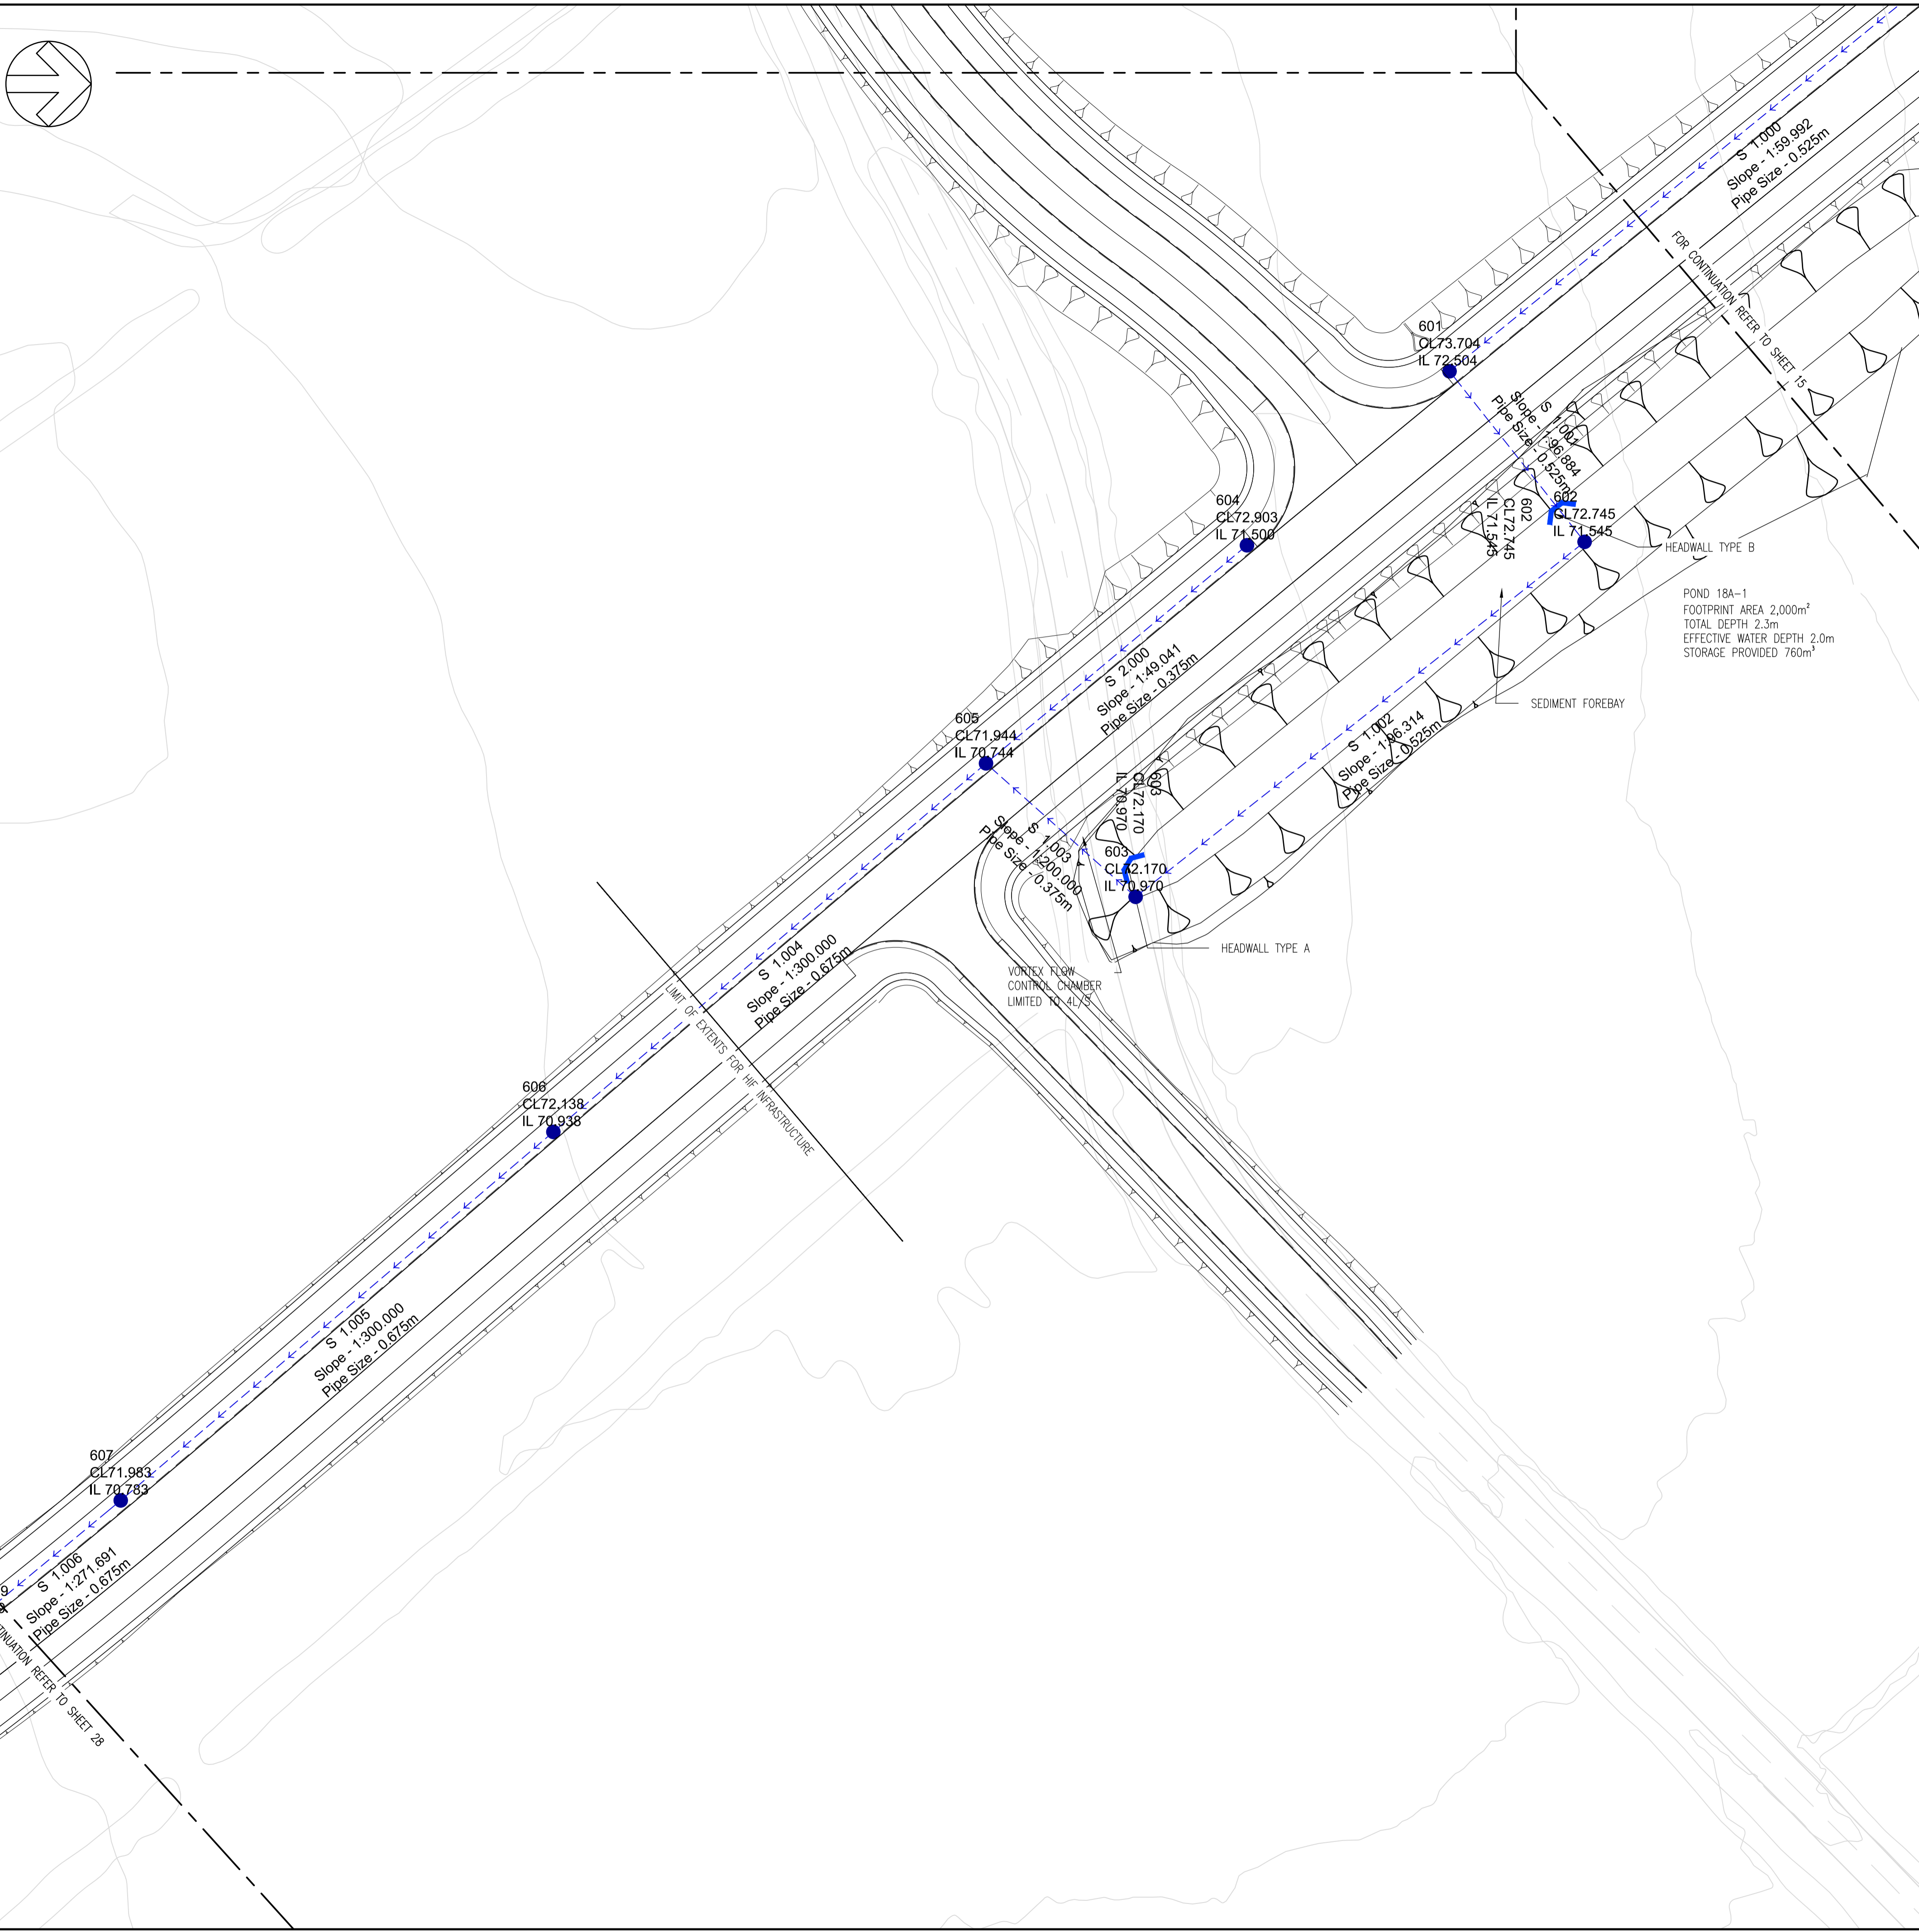 S 1.000
Slope - 1:59.992
Pipe Size - 0.525m
FOR CONTINUATION REFER TO SHEET 15
601
CL73.704
IL 72.504
S 1.001
Slope - 1:96.884
Pipe Size - 0.525m
602
CL72.745
IL 71.545
602
CL72.745
IL 71.545
HEADWALL TYPE B
604
CL72.903
IL 71.500
POND 18A-1
FOOTPRINT AREA 2,000m²
TOTAL DEPTH 2.3m
EFFECTIVE WATER DEPTH 2.0m
STORAGE PROVIDED 760m³
SEDIMENT FOREBAY
S 2.000
Slope - 1:49.041
Pipe Size - 0.375m
605
CL71.944
IL 70.744
S 1.002
Slope - 1:96.314
Pipe Size - 0.525m
603
CL72.170
IL 70.970
603
CL72.170
IL 70.970
S 1.003
Slope - 1:200.000
Pipe Size - 0.375m
HEADWALL TYPE A
VORTEX FLOW
CONTROL CHAMBER
LIMITED TO 4L/S
S 1.004
Slope - 1:300.000
Pipe Size - 0.675m
LIMIT OF EXTENTS FOR HIF INFRASTRUCTURE
606
CL72.138
IL 70.938
S 1.005
Slope - 1:300.000
Pipe Size - 0.675m
607
CL71.983
IL 70.783
S 1.006
Slope - 1:271.691
Pipe Size - 0.675m
REFER TO SHEET 28